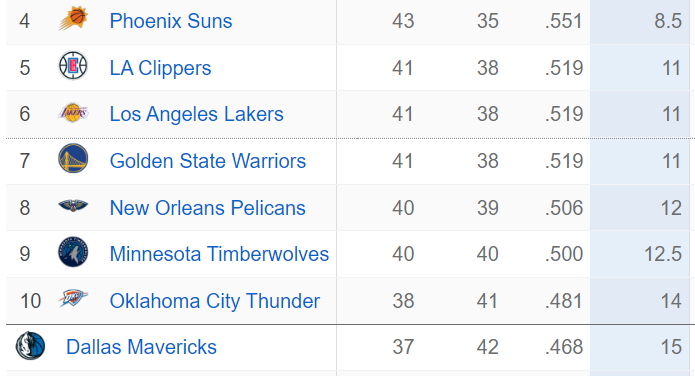 4 Phoenix Suns 43 35 .551 8.5
5 LA Clippers 41 38 .519 11
6 LAKERS Los Angeles Lakers 41 38 .519 11
7 Golden State Warriors 41 38 .519 11
8 New Orleans Pelicans 40 39 .506 12
9 Minnesota Timberwolves 40 40 .500 12.5
10 Oklahoma City Thunder 38 41 .481 14
Dallas Mavericks 37 42 .468 15